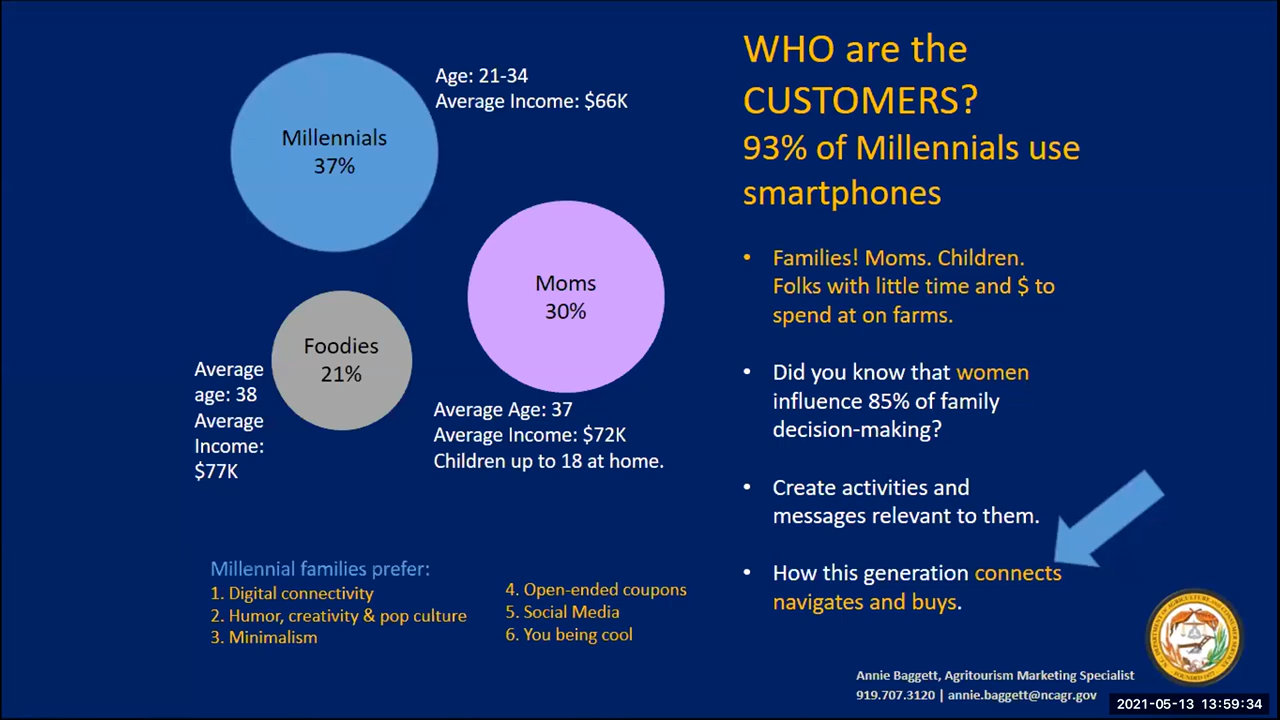 WHO are the
CUSTOMERS?
93% of Millennials use
smartphones
Age: 21-34
Average Income: $66K
Millennials
37%
Moms
30%
Average Age: 37
Average Income: $72K
Children up to 18 at home.
Foodies
21%
Average
age: 38
Average
Income:
$77K
• Families! Moms. Children.
Folks with little time and $ to
spend at on farms.
• Did you know that women
influence 85% of family
decision-making?
• Create activities and
messages relevant to them.
• How this generation connects
navigates and buys.
Millennial families prefer:
1. Digital connectivity
2. Humor, creativity & pop culture
3. Minimalism
4. Open-ended coupons
5. Social Media
6. You being cool
Annie Baggett, Agritourism Marketing Specialist
919.707.3120 | annie.baggett@ncagr.gov
2021-05-13 13:59:34